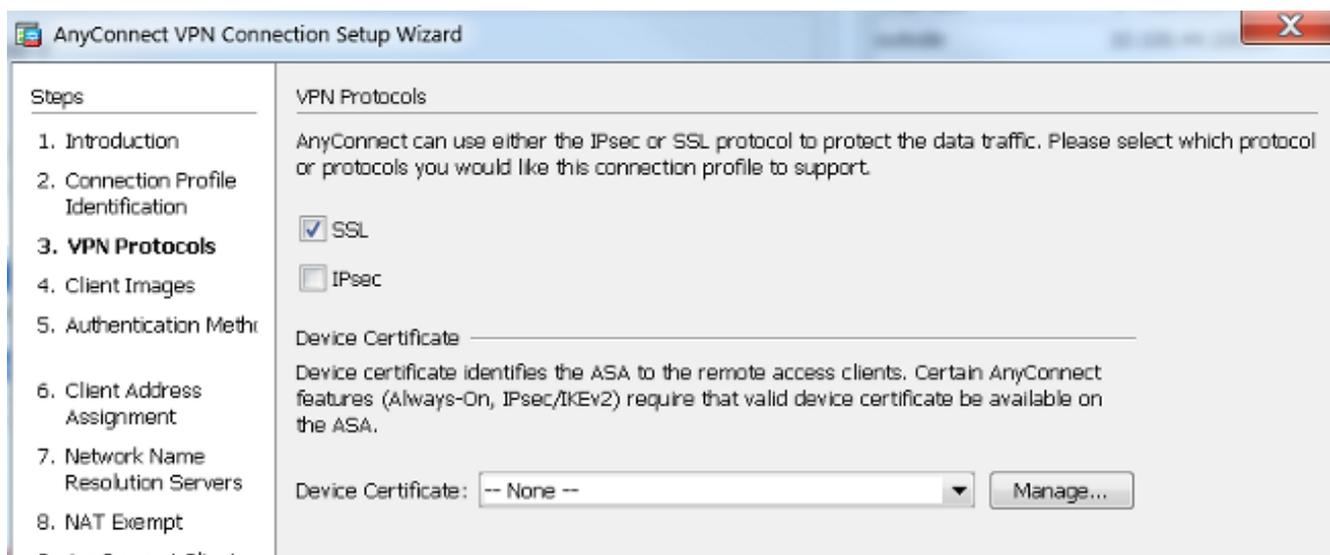 AnyConnect VPN Connection Setup Wizard
Steps
1. Introduction
2. Connection Profile
Identification
3. VPN Protocols
4. Client Images
5. Authentication Meth
6. Client Address
Assignment
7. Network Name
Resolution Servers
8. NAT Exempt
VPN Protocols
AnyConnect can use either the IPsec or SSL protocol to protect the data traffic. Please select which protocol
or protocols you would like this connection profile to support.
SSL
IPsec
Device Certificate
Device certificate identifies the ASA to the remote access clients. Certain AnyConnect
features (Always-On, IPsec/IKEv2) require that valid device certificate be available on
the ASA.
Device Certificate: -- None --
Manage...